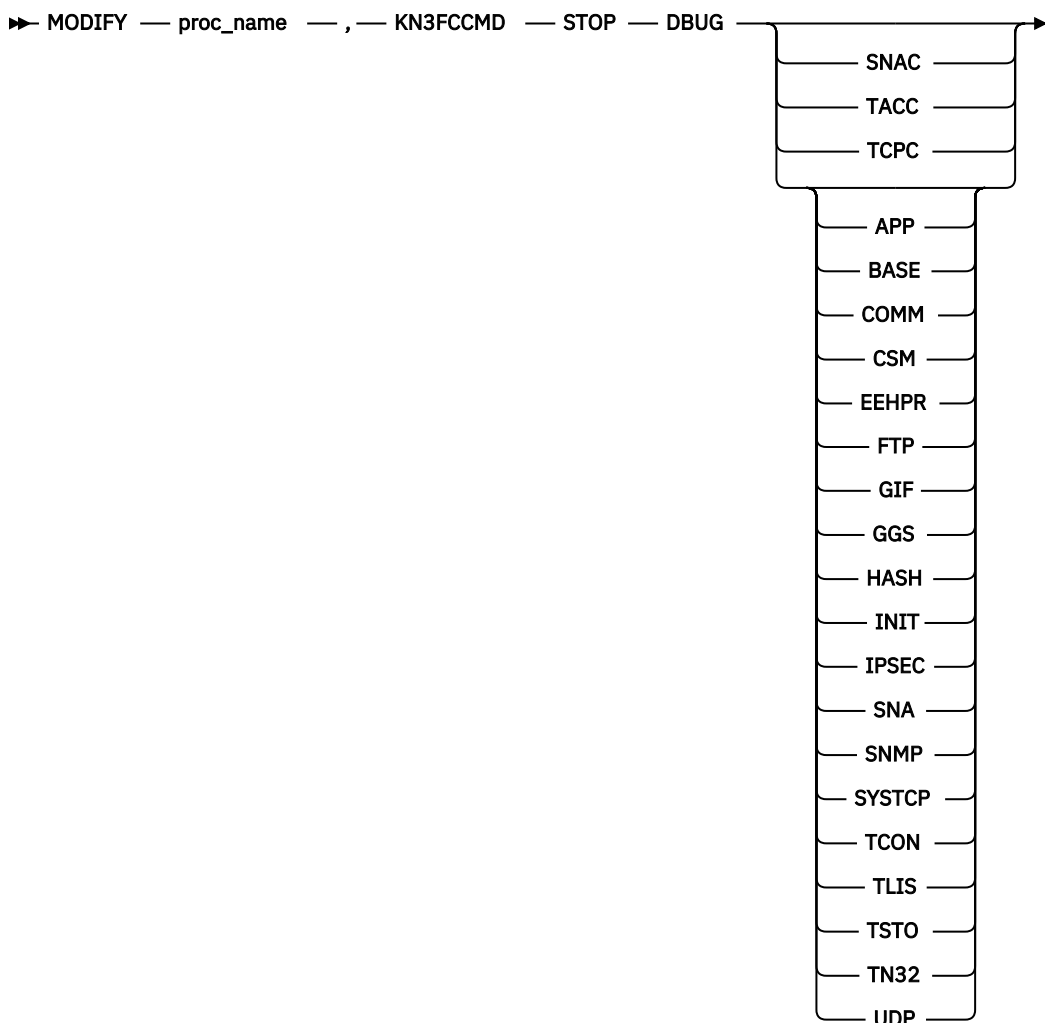 MODIFY proc_name , KN3FCCMD STOP DBUG
SNAC
TACC
TCPC
APP
BASE
COMM
CSM
EEHPR
FTP
GIF
GGS
HASH
INIT
IPSEC
SNA
SNMP
SYSTCP
TCON
TLIS
TSTO
TN32
UDP